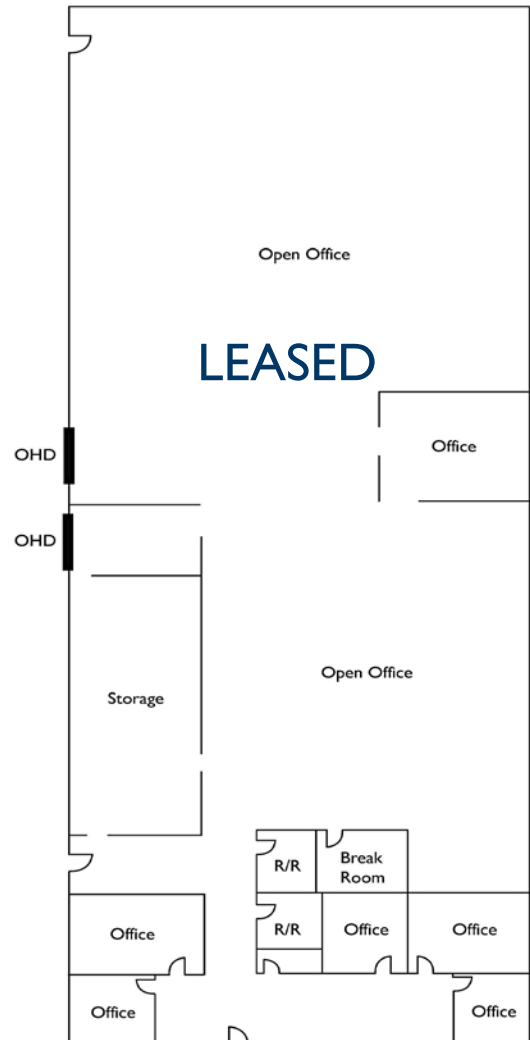 Open Office
LEASED
Office
OHD
OHD
Open Office
Storage
R/R
Break
Room
Office
R/R
Office
Office
Office
Office